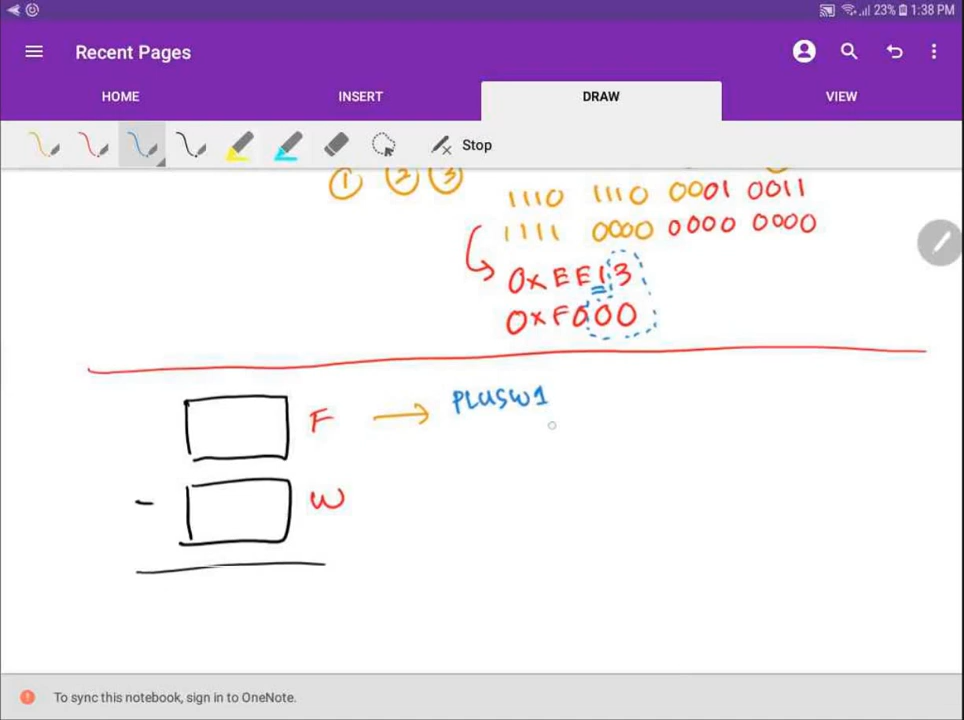 23% 1:38 PM
Recent Pages
HOME INSERT DRAW VIEW
Stop
1 2 3
1110 1110 0001 0011
1111 0000 0000 0000
0xEE13
0xF000
F → PLUSW1
- W
To sync this notebook, sign in to OneNote.